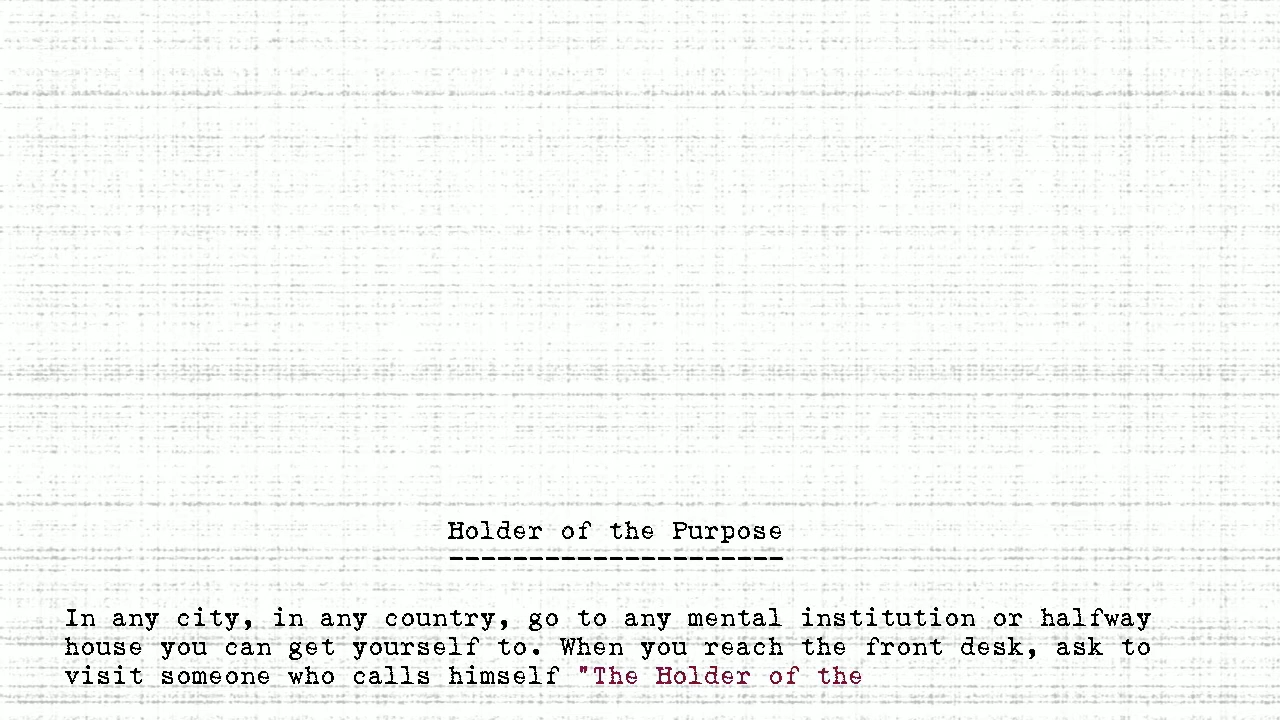 Holder of the Purpose
---------------------
In any city, in any country, go to any mental institution or halfway
house you can get yourself to. When you reach the front desk, ask to
visit someone who calls himself "The Holder of the